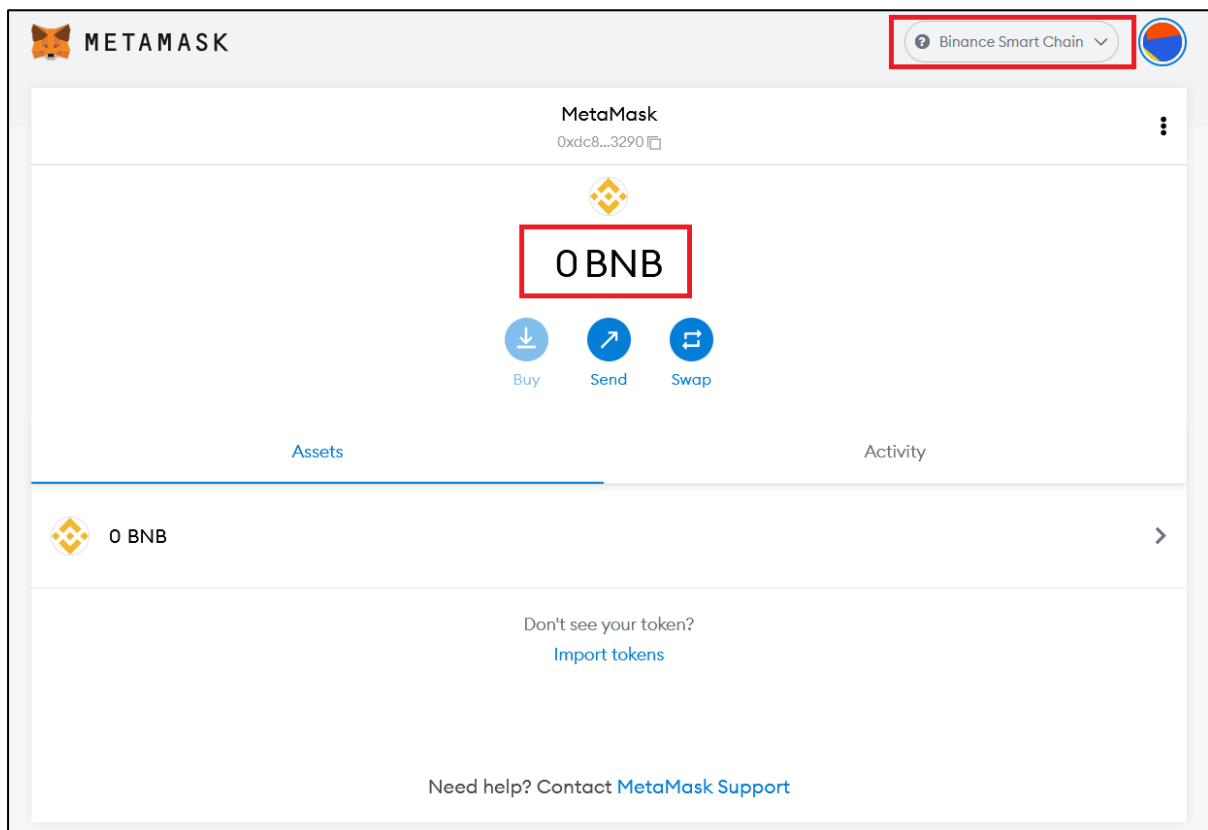 METAMASK
Binance Smart Chain
MetaMask
0xdc8...3290
0 BNB
Buy
Send
Swap
Assets
Activity
0 BNB
Don't see your token?
Import tokens
Need help? Contact MetaMask Support